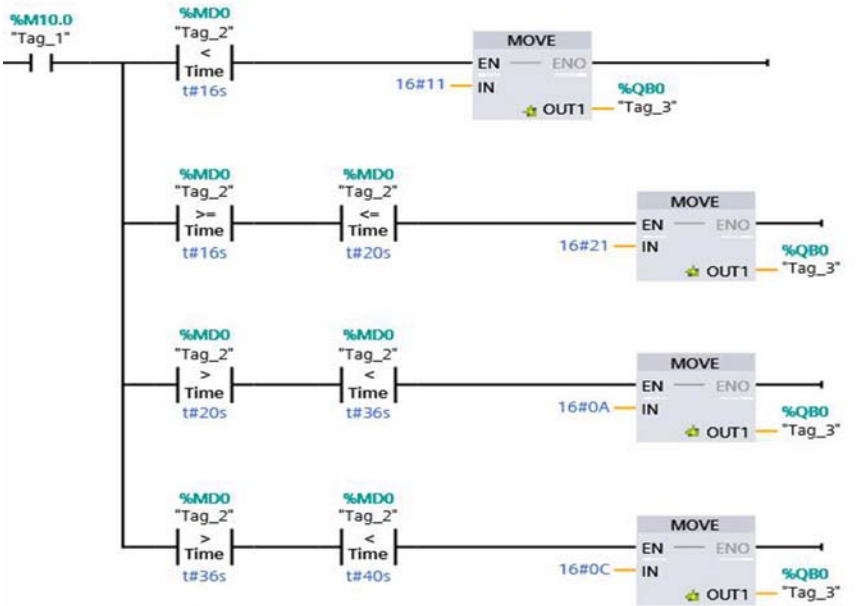 %M10.0
"Tag_1"
%MD0
"Tag_2"
<
Time
t#16s
MOVE
EN ENO
16#11 IN
%QB0
OUT1 "Tag_3"
%MD0 %MD0
"Tag_2" "Tag_2"
>= <=
Time Time
t#16s t#20s
MOVE
EN ENO
16#21 IN
%QB0
OUT1 "Tag_3"
%MD0 %MD0
"Tag_2" "Tag_2"
> <
Time Time
t#20s t#36s
MOVE
EN ENO
16#0A IN
%QB0
OUT1 "Tag_3"
%MD0 %MD0
"Tag_2" "Tag_2"
> <
Time Time
t#36s t#40s
MOVE
EN ENO
16#0C IN
%QB0
OUT1 "Tag_3"